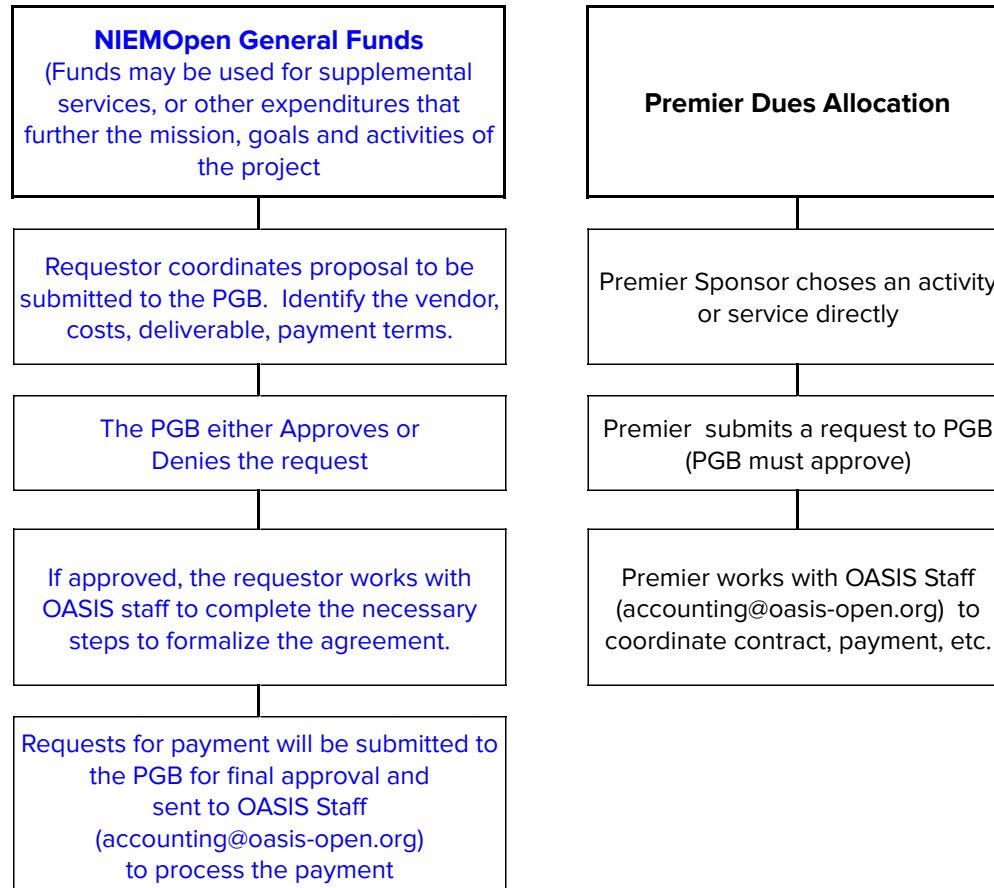 NIEMOpen General Funds
(Funds may be used for supplemental
services, or other expenditures that
further the mission, goals and activities of
the project
Requestor coordinates proposal to be
submitted to the PGB.  Identify the vendor,
costs, deliverable, payment terms.
The PGB either Approves or
Denies the request
If approved, the requestor works with
OASIS staff to complete the necessary
steps to formalize the agreement.
Requests for payment will be submitted to
the PGB for final approval and
sent to OASIS Staff
(accounting@oasis-open.org)
to process the payment
Premier Dues Allocation
Premier Sponsor choses an activity
or service directly
Premier  submits a request to PGB
(PGB must approve)
Premier works with OASIS Staff
(accounting@oasis-open.org)  to
coordinate contract, payment, etc.